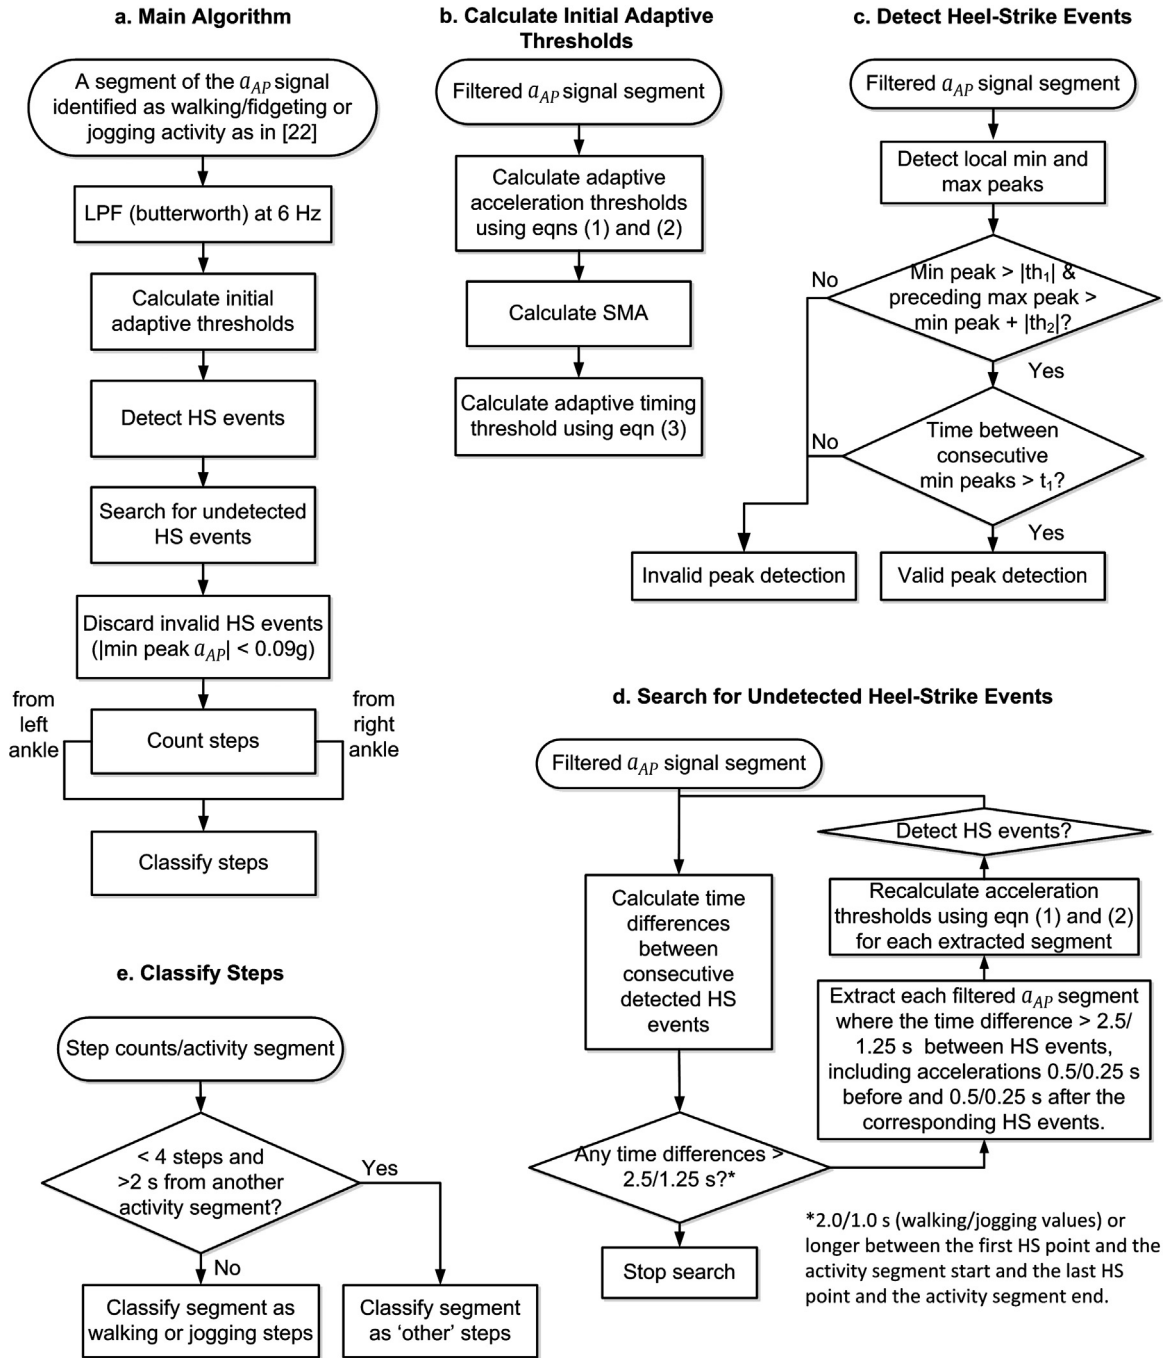 a. Main Algorithm
A segment of the aAP signal
identified as walking/fidgeting or
jogging activity as in [22]
LPF (butterworth) at 6 Hz
Calculate initial
adaptive thresholds
Detect HS events
Search for undetected
HS events
Discard invalid HS events
(|min peak aAP| < 0.09g)
from
left
ankle
Count steps
from
right
ankle
Classify steps
b. Calculate Initial Adaptive
Thresholds
Filtered aAP signal segment
Calculate adaptive
acceleration thresholds
using eqns (1) and (2)
Calculate SMA
Calculate adaptive timing
threshold using eqn (3)
c. Detect Heel-Strike Events
Filtered aAP signal segment
Detect local min and
max peaks
Min peak > |th₁| &
preceding max peak >
min peak + |th₂|?
No
Yes
Time between
consecutive
min peaks > t₁?
No
Yes
Invalid peak detection
Valid peak detection
d. Search for Undetected Heel-Strike Events
Filtered aAP signal segment
Calculate time
differences
between
consecutive
detected HS
events
Any time differences >
2.5/1.25 s?*
Stop search
Detect HS events?
Recalculate acceleration
thresholds using eqn (1) and (2)
for each extracted segment
Extract each filtered aAP segment
where the time difference > 2.5/
1.25 s between HS events,
including accelerations 0.5/0.25 s
before and 0.5/0.25 s after the
corresponding HS events.
*2.0/1.0 s (walking/jogging values) or
longer between the first HS point and the
activity segment start and the last HS
point and the activity segment end.
e. Classify Steps
Step counts/activity segment
< 4 steps and
>2 s from another
activity segment?
Yes
No
Classify segment as
walking or jogging steps
Classify segment
as ‘other’ steps